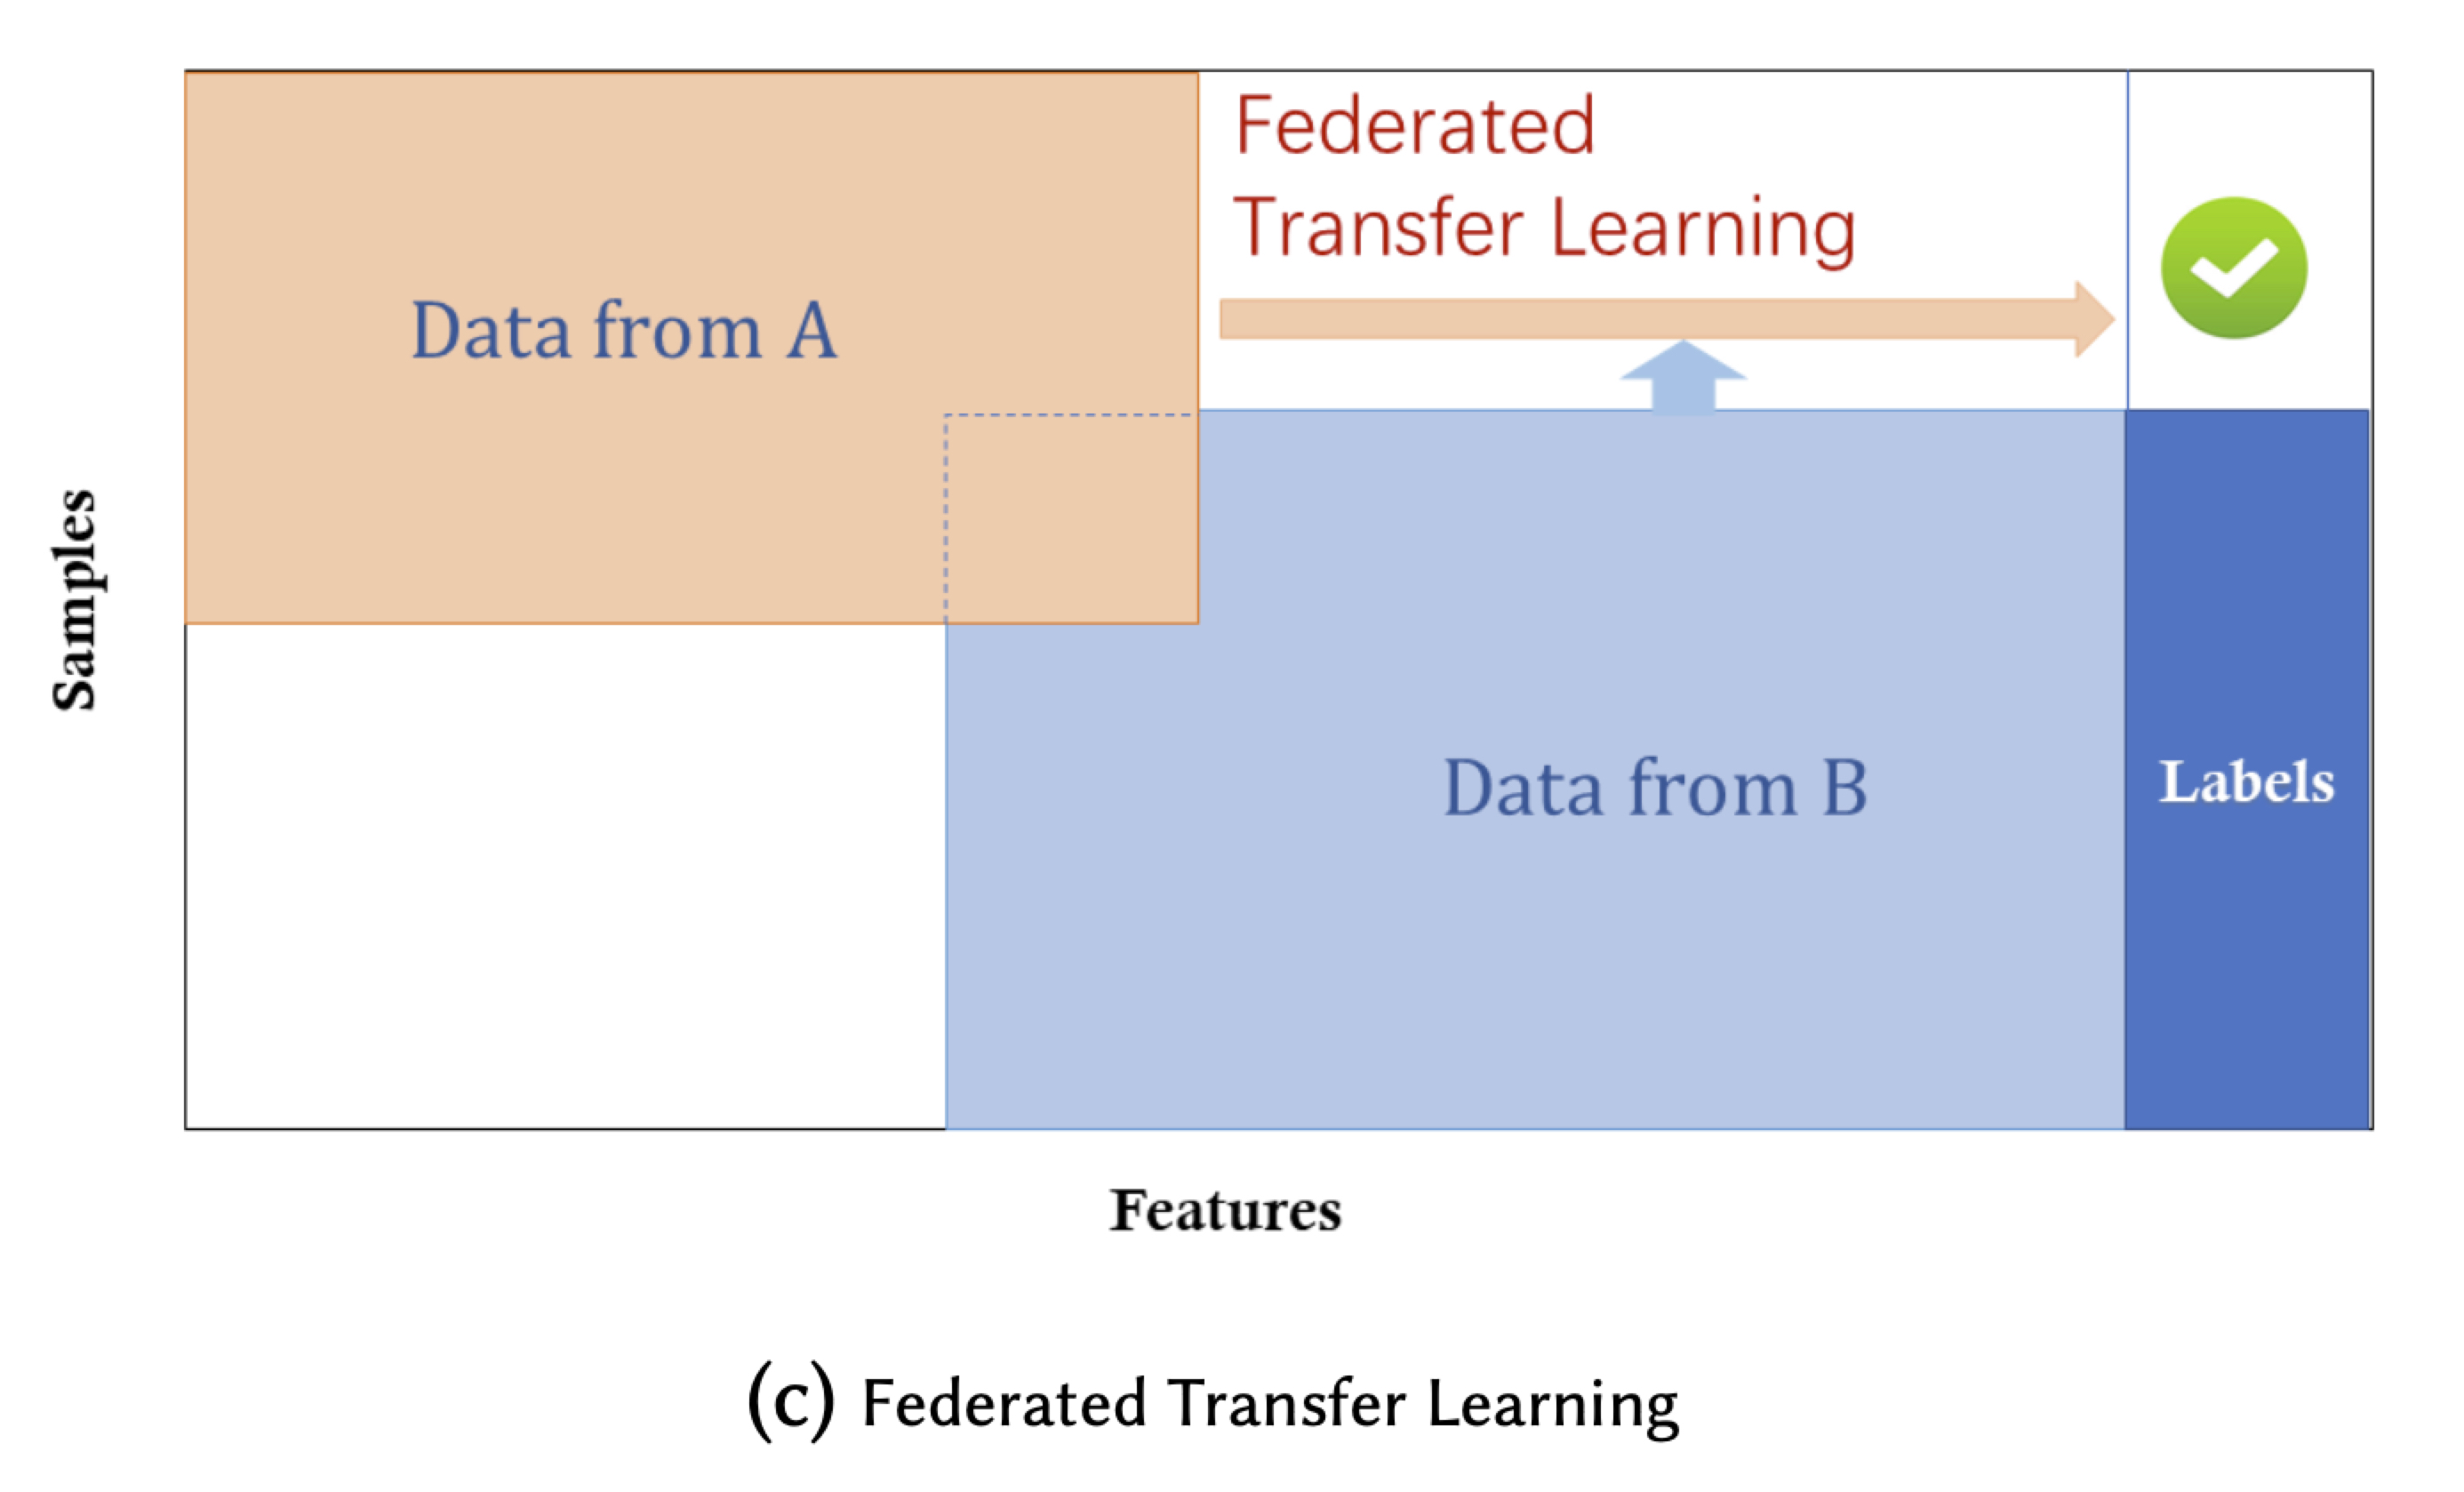 Federated
Transfer Learning
Data from A
Samples
Data from B
Labels
Features
(c) Federated Transfer Learning